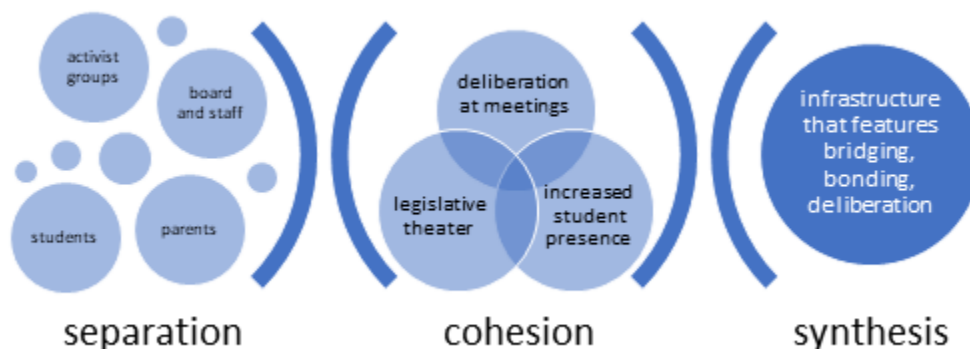 activist
groups
board
and staff
students
parents
separation
deliberation
at meetings
legislative
theater
increased
student
presence
cohesion
infrastructure
that features
bridging,
bonding,
deliberation
synthesis